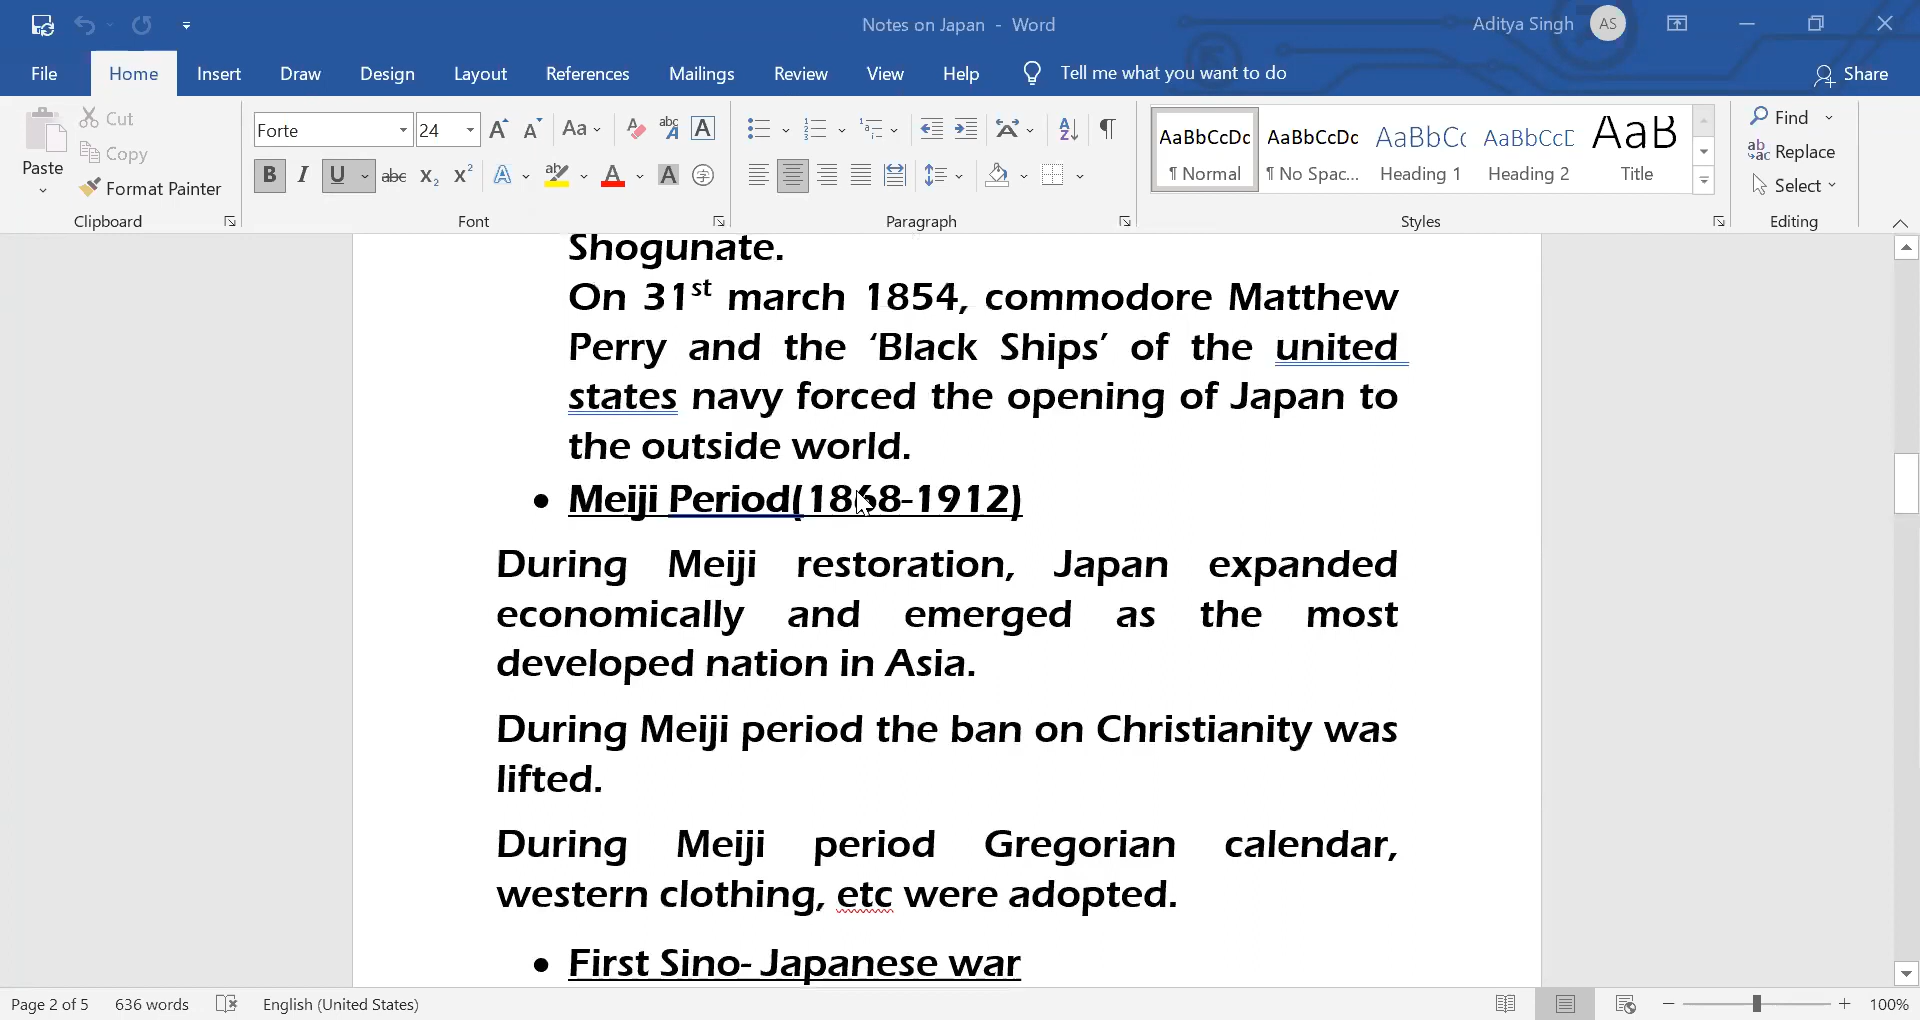 Notes on Japan - Word
Aditya Singh AS
File Home Insert Draw Design Layout References Mailings Review View Help Tell me what you want to do Share
Paste
Cut
Copy
Format Painter
Clipboard
Forte 24 A A Aa abc A A
B I U abc X₂ X² A ab A A
Font
Paragraph
AaBbCcDc AaBbCcDc AaBbCc AaBbCcD AaB
¶ Normal ¶ No Spac... Heading 1 Heading 2 Title
Styles
Find
Replace
Select
Editing
Shogunate.
On 31st march 1854, commodore Matthew
Perry and the ‘Black Ships’ of the united
states navy forced the opening of Japan to
the outside world.
• Meiji Period(1868-1912)
During Meiji restoration, Japan expanded
economically and emerged as the most
developed nation in Asia.
During Meiji period the ban on Christianity was
lifted.
During Meiji period Gregorian calendar,
western clothing, etc were adopted.
• First Sino- Japanese war
Page 2 of 5 636 words English (United States) 100%